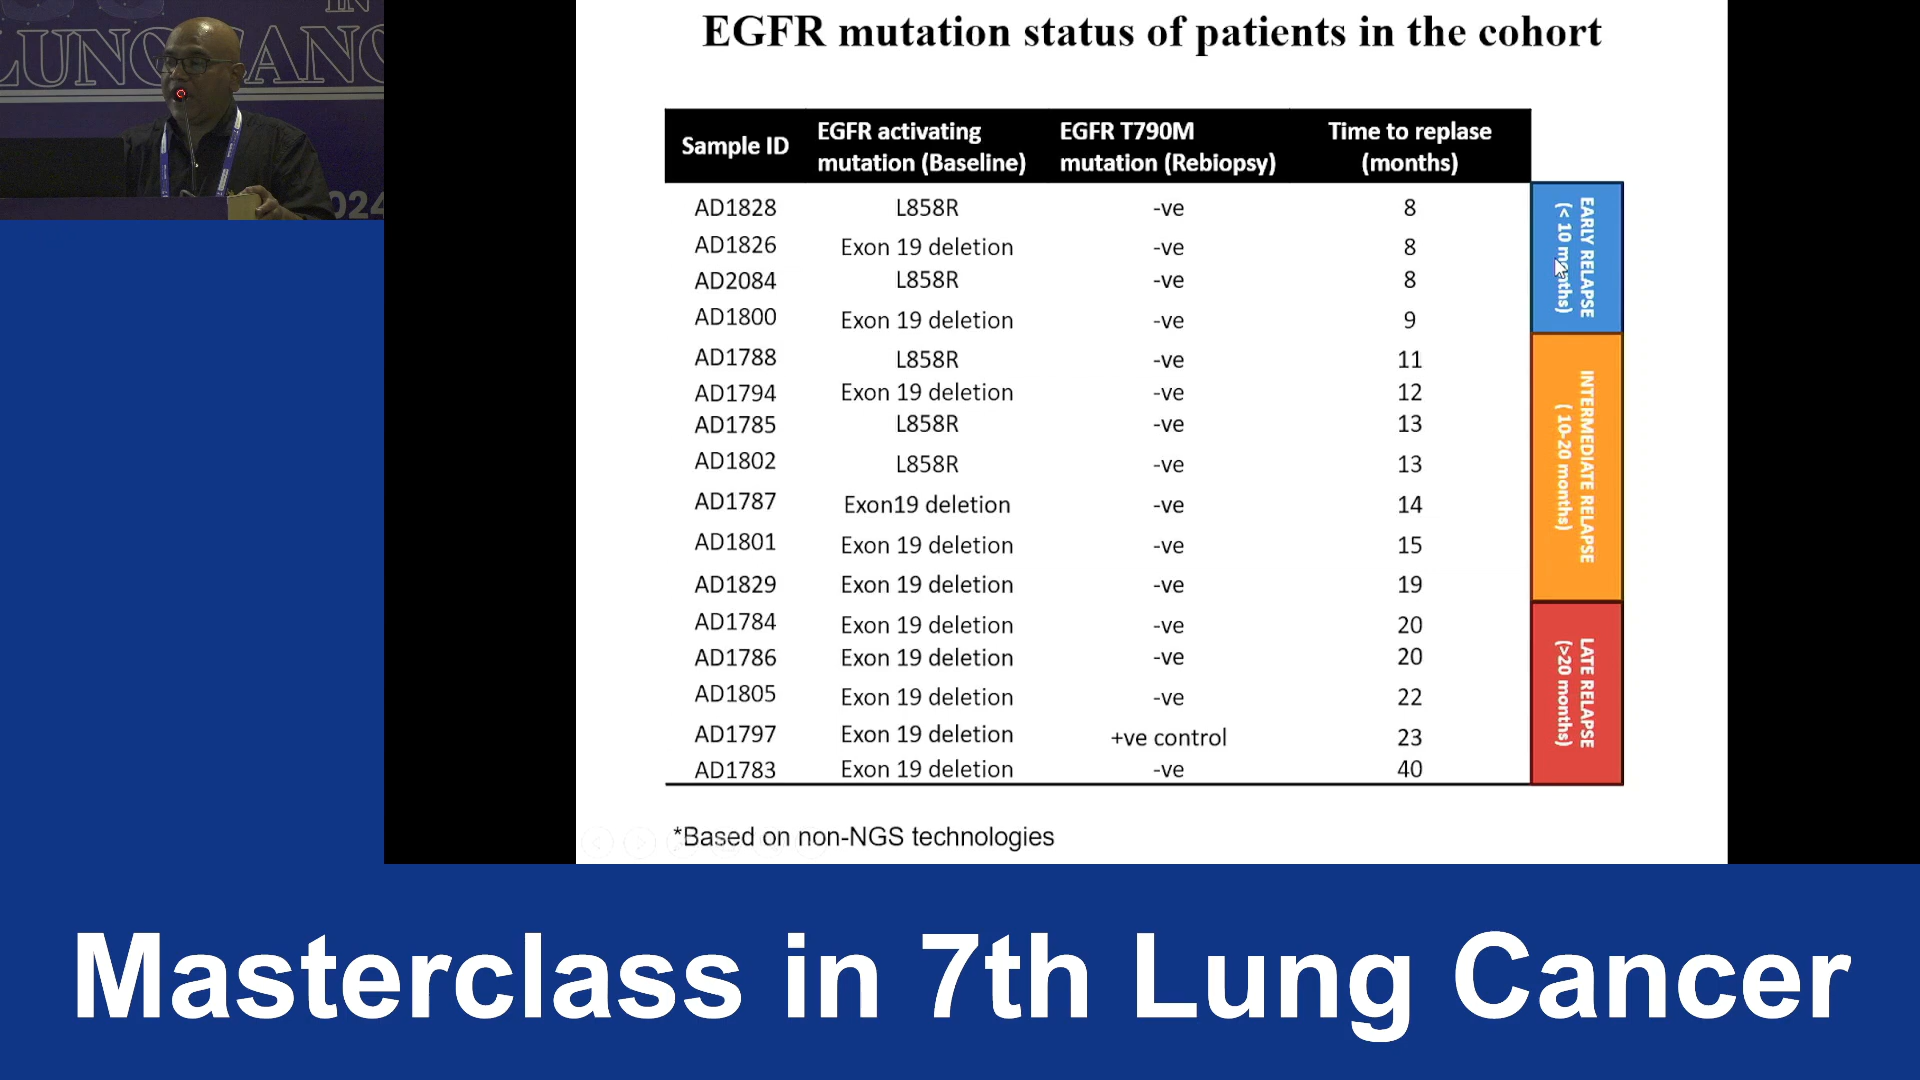 IN
LUNG CANC
024
EGFR mutation status of patients in the cohort
Sample ID EGFR activating mutation (Baseline) EGFR T790M mutation (Rebiopsy) Time to replase (months)
AD1828 L858R -ve 8
AD1826 Exon 19 deletion -ve 8
AD2084 L858R -ve 8
AD1800 Exon 19 deletion -ve 9
AD1788 L858R -ve 11
AD1794 Exon 19 deletion -ve 12
AD1785 L858R -ve 13
AD1802 L858R -ve 13
AD1787 Exon19 deletion -ve 14
AD1801 Exon 19 deletion -ve 15
AD1829 Exon 19 deletion -ve 19
AD1784 Exon 19 deletion -ve 20
AD1786 Exon 19 deletion -ve 20
AD1805 Exon 19 deletion -ve 22
AD1797 Exon 19 deletion +ve control 23
AD1783 Exon 19 deletion -ve 40
EARLY RELAPSE
(< 10 months)
INTERMEDIATE RELAPSE
( 10-20 months)
LATE RELAPSE
(>20 months)
*Based on non-NGS technologies
Masterclass in 7th Lung Cancer